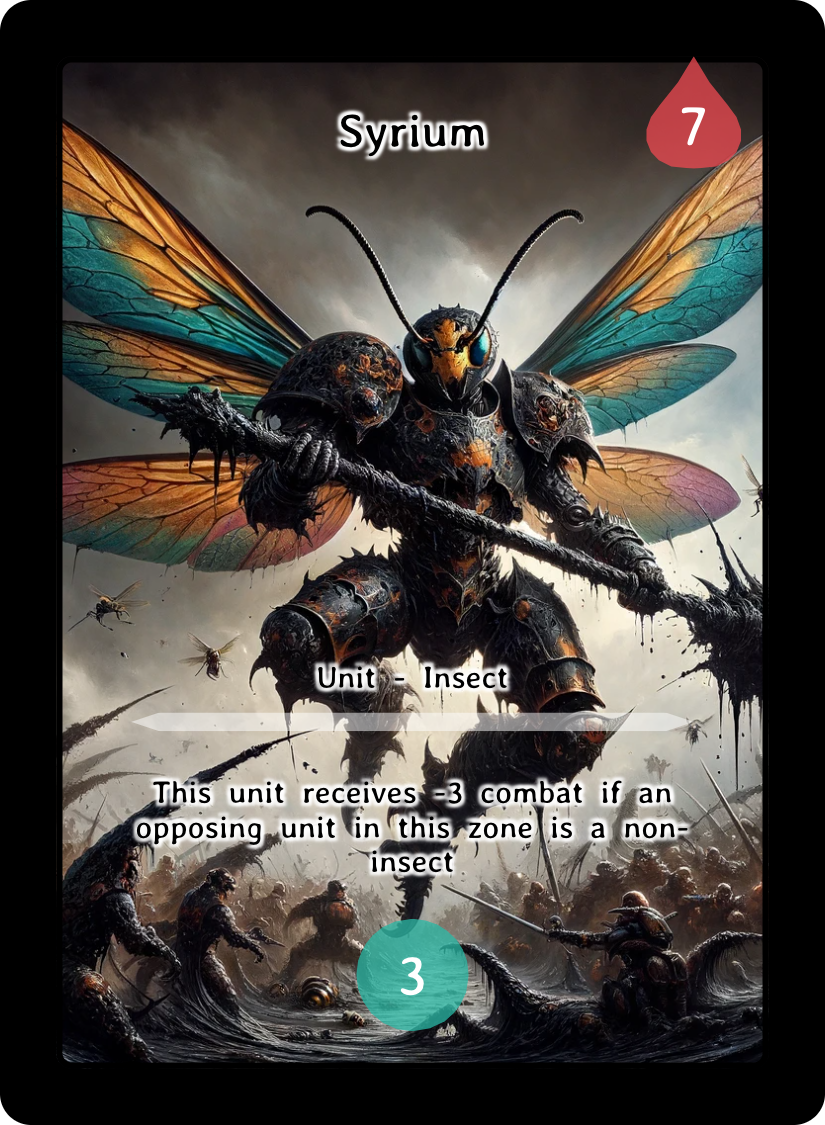 Syrium
7
Unit - Insect
This unit receives -3 combat if an
opposing unit in this zone is a non-
insect
3